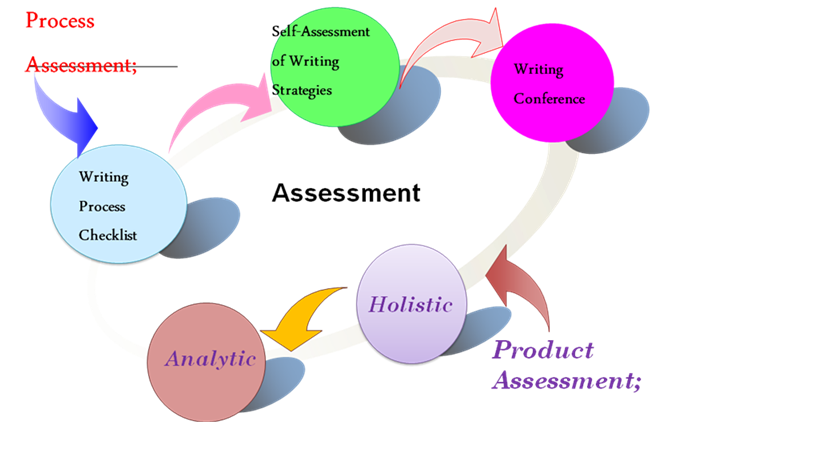 Process
Assessment;
Self-Assessment
of Writing
Strategies
Writing
Conference
Writing
Process
Checklist
Assessment
Holistic
Analytic
Product
Assessment;